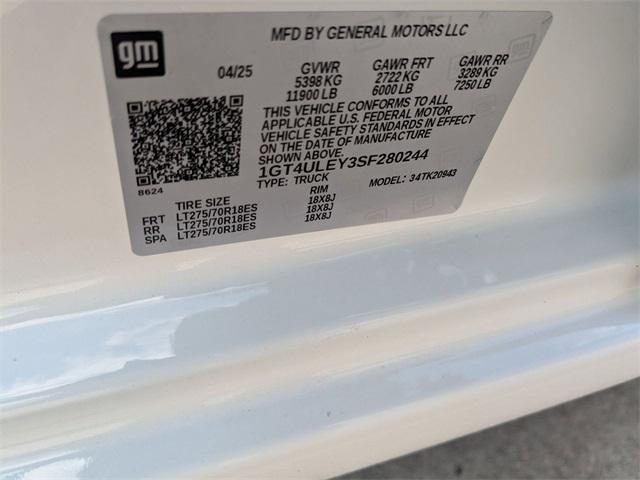 gm
MFD BY GENERAL MOTORS LLC
04/25 GVWR GAWR FRT GAWR RR
5398 KG 2722 KG 3289 KG
11900 LB 6000 LB 7250 LB
THIS VEHICLE CONFORMS TO ALL
APPLICABLE U.S. FEDERAL MOTOR
VEHICLE SAFETY STANDARDS IN EFFECT
ON THE DATE OF MANUFACTURE
SHOWN ABOVE.
1GT4ULEY3SF280244
8624
TYPE: TRUCK MODEL: 34TK20943
TIRE SIZE RIM
FRT LT275/70R18ES 18X8J
RR LT275/70R18ES 18X8J
SPA LT275/70R18ES 18X8J